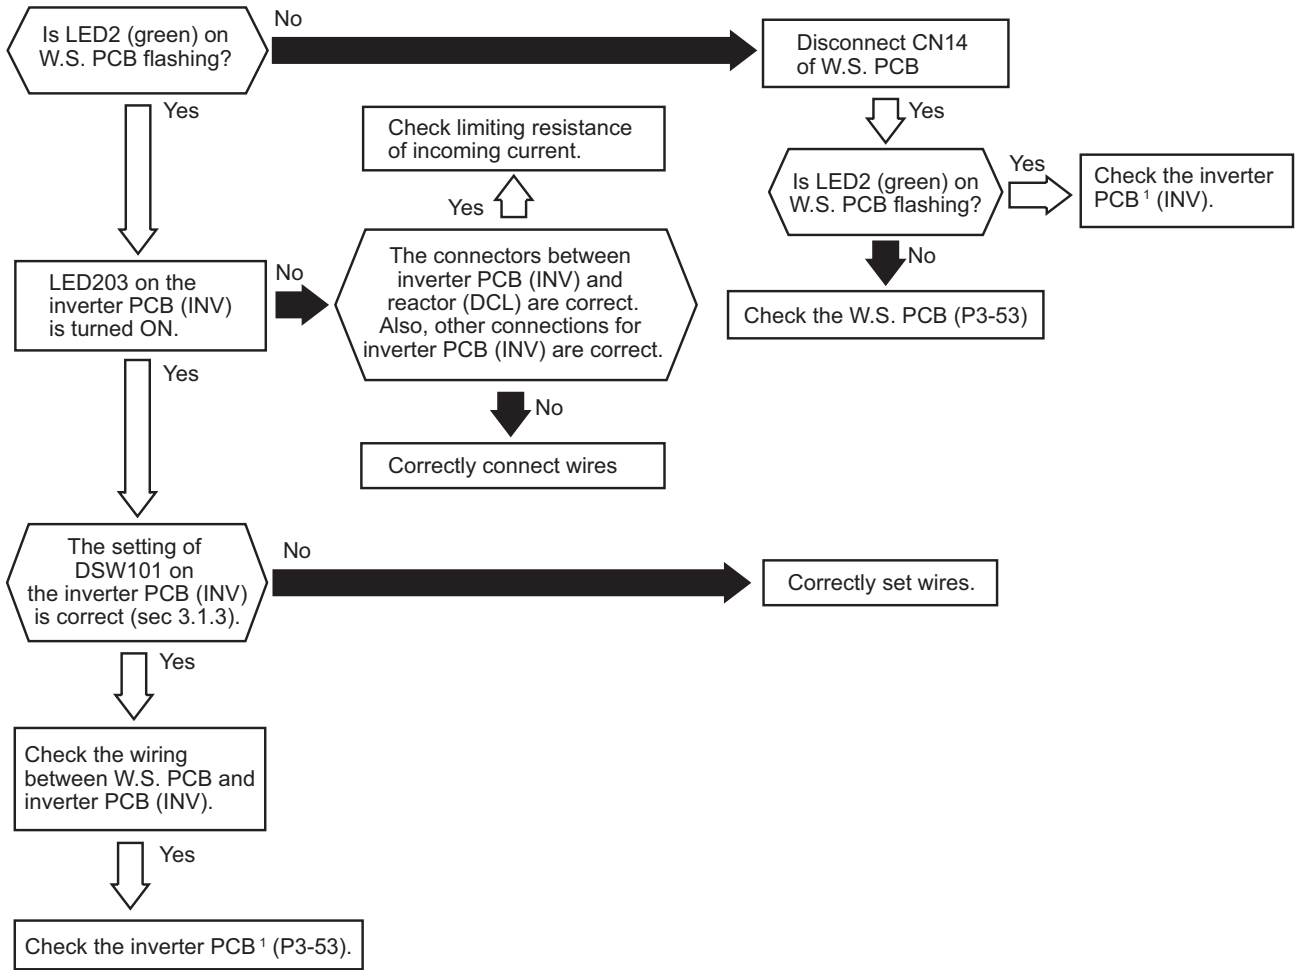 Is LED2 (green) on
W.S. PCB flashing?
No
Disconnect CN14
of W.S. PCB
Yes
Yes
Check limiting resistance
of incoming current.
Yes
Is LED2 (green) on
W.S. PCB flashing?
Yes
Check the inverter
PCB ¹ (INV).
No
Check the W.S. PCB (P3-53)
LED203 on the
inverter PCB (INV)
is turned ON.
No
The connectors between
inverter PCB (INV) and
reactor (DCL) are correct.
Also, other connections for
inverter PCB (INV) are correct.
Yes
No
Correctly connect wires
The setting of
DSW101 on
the inverter PCB (INV)
is correct (sec 3.1.3).
No
Correctly set wires.
Yes
Check the wiring
between W.S. PCB and
inverter PCB (INV).
Yes
Check the inverter PCB ¹ (P3-53).